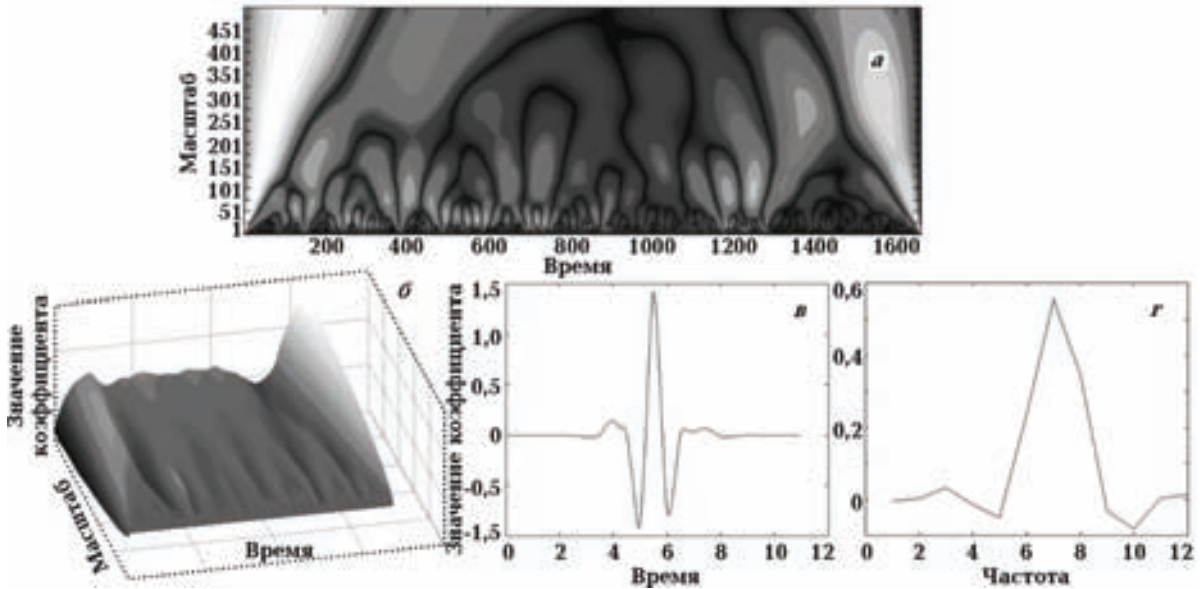 Масштаб
451
401
351
301
251
201
151
101
51
1
а
200 400 600 800 1000 1200 1400 1600
Время
Значение
коэффициента
Масштаб
Время
б
Значение коэффициента
1,5
1,0
0,5
0
-0,5
-1,5
0 2 4 6 8 10 12
Время
в
0,6
0,4
0,2
0
0 2 4 6 8 10 12
Частота
г